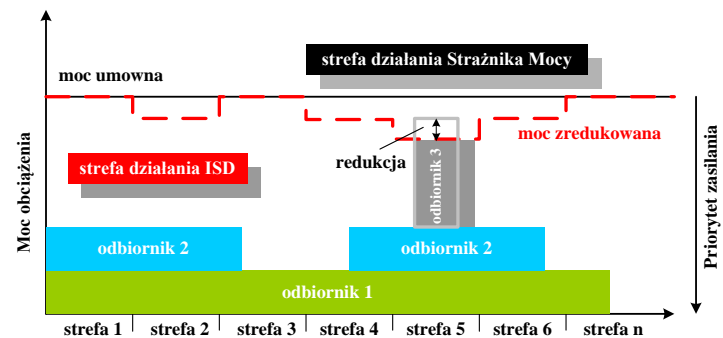 strefa działania Strażnika Mocy
moc umowna
moc zredukowana
redukcja
strefa działania ISD
odbiornik 3
odbiornik 2
odbiornik 2
odbiornik 1
Moc obciążenia
Priorytet zasilania
strefa 1 strefa 2 strefa 3 strefa 4 strefa 5 strefa 6 strefa n